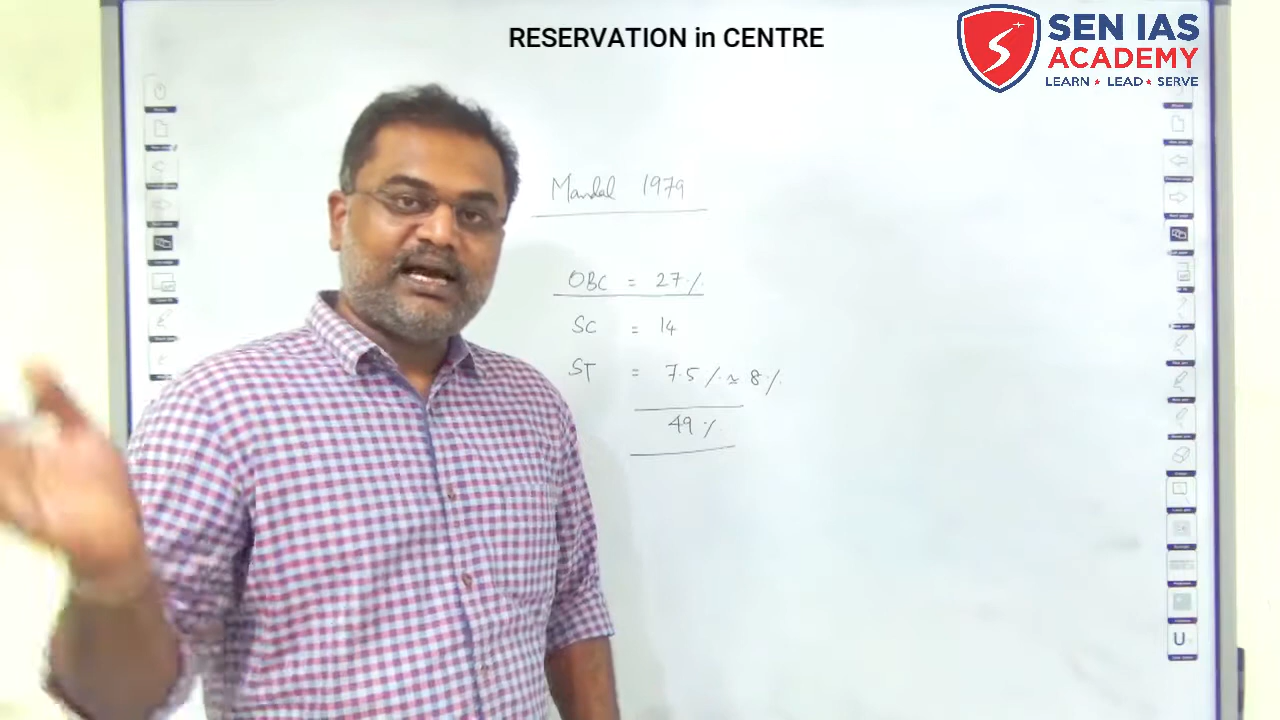 RESERVATION in CENTRE
SEN IAS
ACADEMY
LEARN ★ LEAD ★ SERVE
Mandal 1979
OBC = 27%
SC = 14
ST = 7.5% ≈ 8%
49%
U